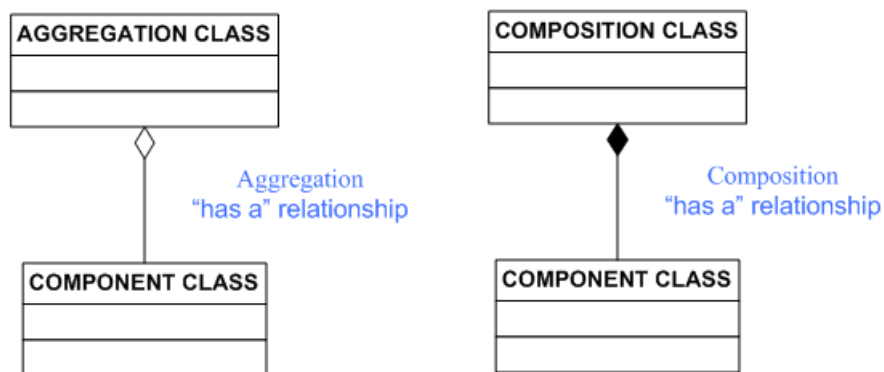 AGGREGATION CLASS
Aggregation
“has a” relationship
COMPONENT CLASS
COMPOSITION CLASS
Composition
“has a” relationship
COMPONENT CLASS